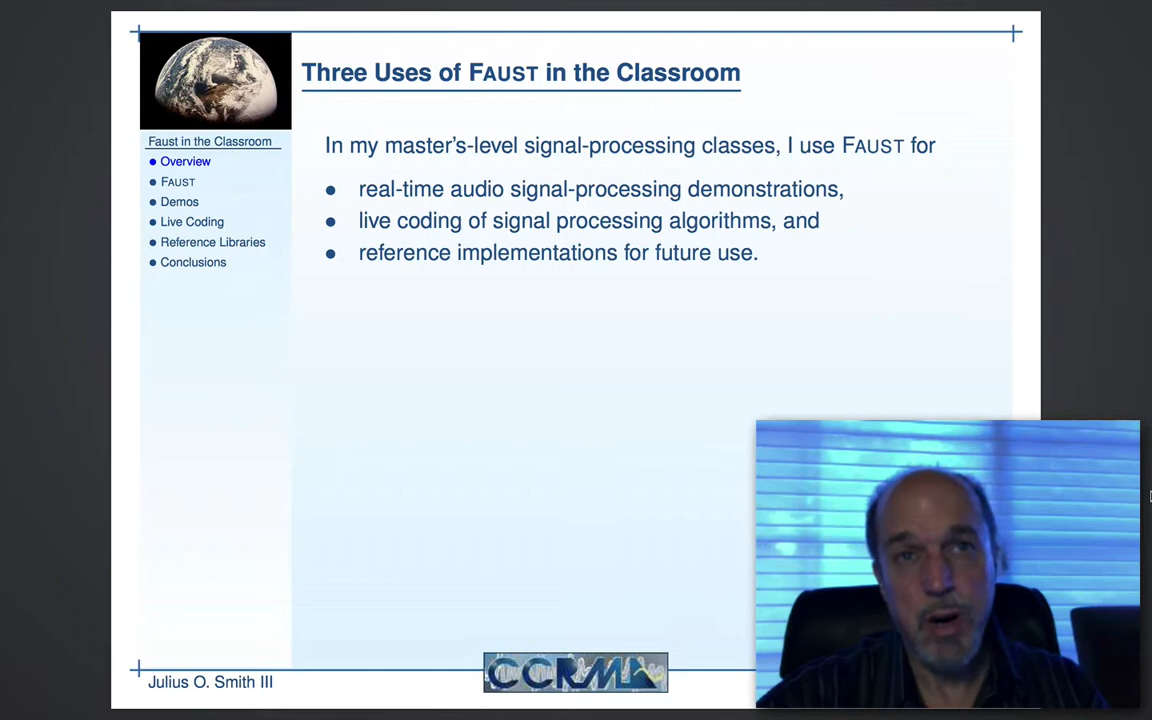 Three Uses of FAUST in the Classroom
Faust in the Classroom
● Overview
● FAUST
● Demos
● Live Coding
● Reference Libraries
● Conclusions
In my master's-level signal-processing classes, I use FAUST for
● real-time audio signal-processing demonstrations,
● live coding of signal processing algorithms, and
● reference implementations for future use.
Julius O. Smith III
CCRMA